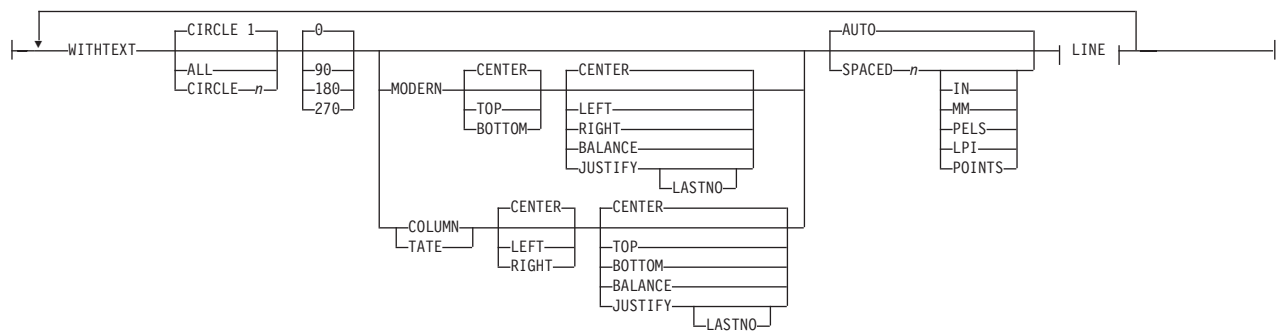 CIRCLE 1 0 AUTO
WITHTEXT LINE
ALL 90 CENTER CENTER SPACED n
CIRCLE n 180 MODERN IN
270 TOP LEFT MM
BOTTOM RIGHT PELS
BALANCE LPI
JUSTIFY POINTS
LASTNO
CENTER CENTER
COLUMN
TATE LEFT TOP
RIGHT BOTTOM
BALANCE
JUSTIFY
LASTNO